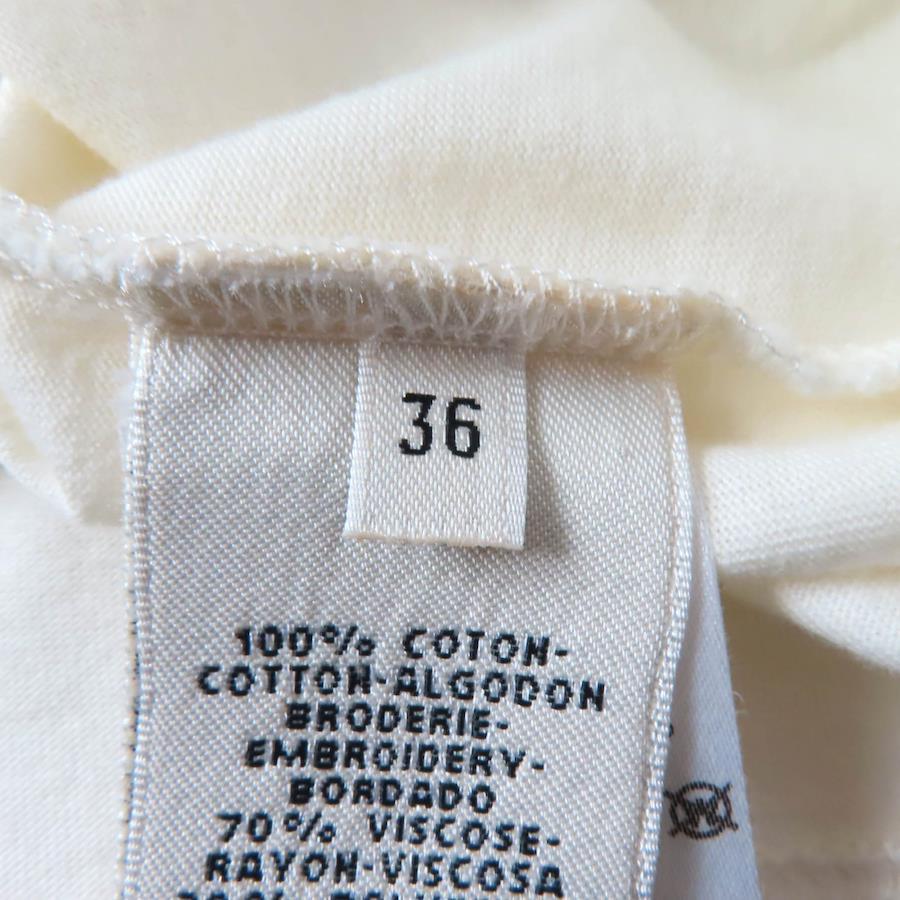 36
100% COTON-
COTTON-ALGODON
BRODERIE-
EMBROIDERY-
BORDADO
70% VISCOSE-
RAYON-VISCOSA